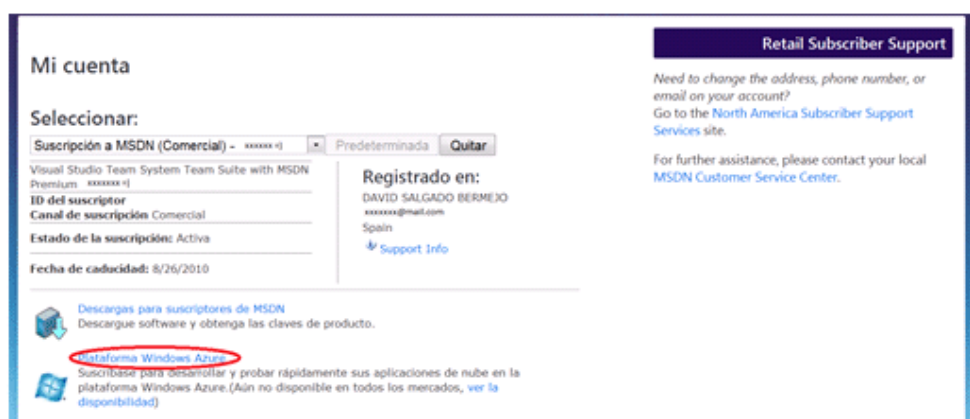 Mi cuenta
Seleccionar:
Suscripción a MSDN (Comercial) - xxxxxx =)
Predeterminada
Quitar
Visual Studio Team System Team Suite with MSDN
Premium xxxxxxx =)
ID del suscriptor
Canal de suscripción Comercial
Estado de la suscripción: Activa
Fecha de caducidad: 8/26/2010
Registrado en:
DAVID SALGADO BERMEJO
xxxxxxx@mail.com
Spain
Support Info
Descargas para suscriptores de MSDN
Descargue software y obtenga las claves de producto.
Plataforma Windows Azure
Suscríbase para desarrollar y probar rápidamente sus aplicaciones de nube en la
plataforma Windows Azure.(Aún no disponible en todos los mercados, ver la
disponibilidad)
Retail Subscriber Support
Need to change the address, phone number, or
email on your account?
Go to the North America Subscriber Support
Services site.
For further assistance, please contact your local
MSDN Customer Service Center.